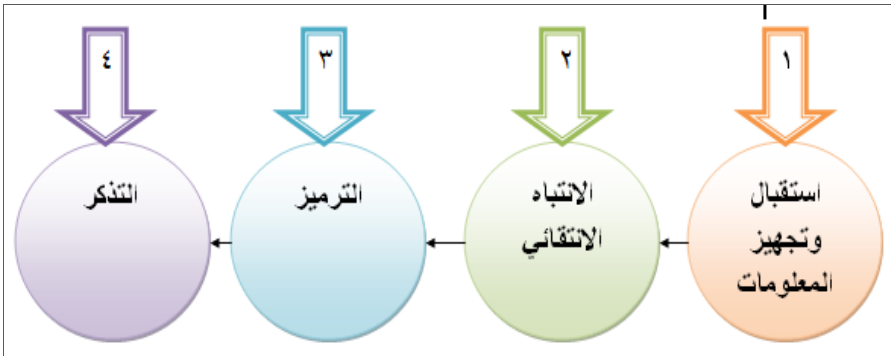 ١
٢
٣
٤
استقبال
وتجهيز
المعلومات
الانتباه
الانتقائي
الترميز
التذكر